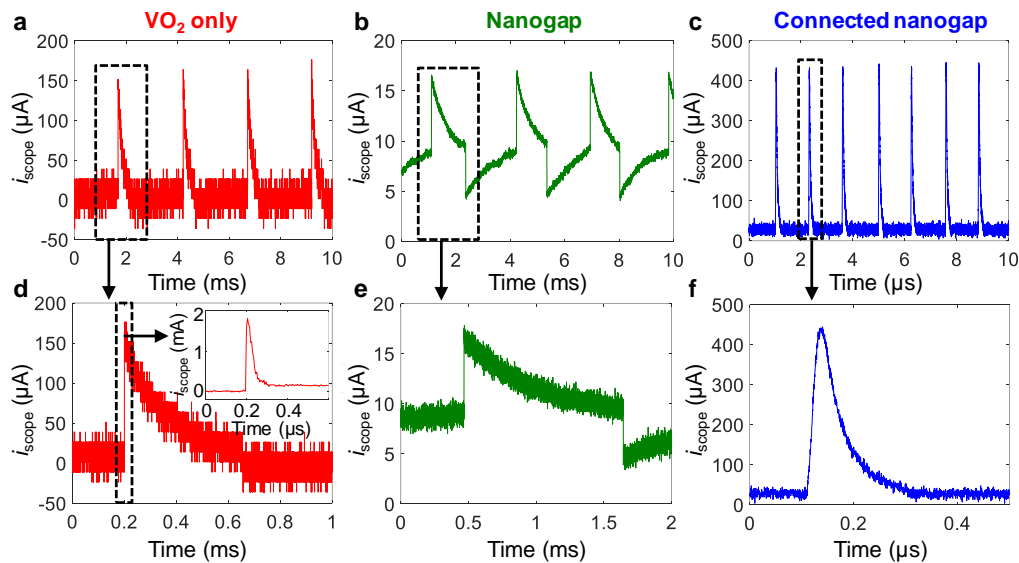 a VO₂ only
b Nanogap
c Connected nanogap
200
150
100
50
0
-50
0 2 4 6 8 10
iscope (µA)
Time (ms)
20
15
10
5
0
0 2 4 6 8 10
iscope (µA)
Time (ms)
500
400
300
200
100
0
0 2 4 6 8 10
iscope (µA)
Time (µs)
d
200
150
100
50
0
-50
0 0.2 0.4 0.6 0.8 1
iscope (µA)
Time (ms)
2
1
0
0 0.2 0.4
iscope (mA)
Time (µs)
e
20
15
10
5
0
0 0.5 1 1.5 2
iscope (µA)
Time (ms)
f
500
400
300
200
100
0
0 0.2 0.4
iscope (µA)
Time (µs)